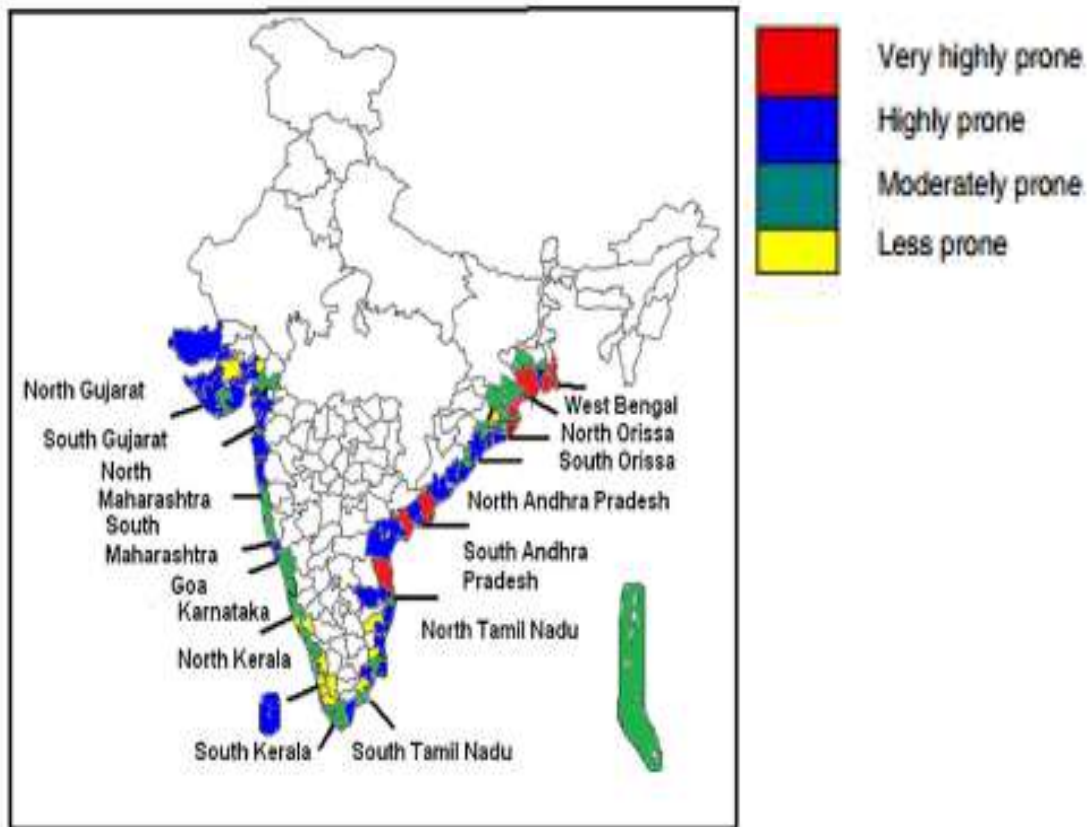 Very highly prone
Highly prone
Moderately prone
Less prone
North Gujarat
South Gujarat
North
Maharashtra
South
Maharashtra
Goa
Karnataka
North Kerala
South Kerala
South Tamil Nadu
West Bengal
North Orissa
South Orissa
North Andhra Pradesh
South Andhra
Pradesh
North Tamil Nadu